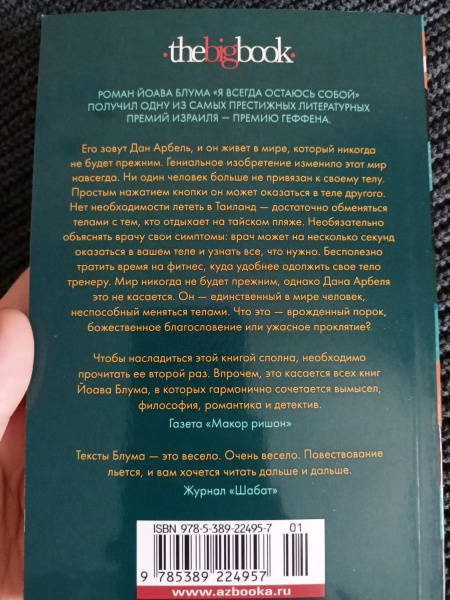 ·thebigbook·
РОМАН ЙОАВА БЛУМА «Я ВСЕГДА ОСТАЮСЬ СОБОЙ»
ПОЛУЧИЛ ОДНУ ИЗ САМЫХ ПРЕСТИЖНЫХ ЛИТЕРАТУРНЫХ
ПРЕМИЙ ИЗРАИЛЯ — ПРЕМИЮ ГЕФФЕНА.
Его зовут Дан Арбель, и он живет в мире, который никогда
не будет прежним. Гениальное изобретение изменило этот мир
навсегда. Ни один человек больше не привязан к своему телу.
Простым нажатием кнопки он может оказаться в теле другого.
Нет необходимости лететь в Таиланд — достаточно обменяться
телами с тем, кто отдыхает на тайском пляже. Необязательно
объяснять врачу свои симптомы: врач может на несколько секунд
оказаться в вашем теле и узнать все, что нужно. Бесполезно
тратить время на фитнес, куда удобнее одолжить свое тело
тренеру. Мир никогда не будет прежним, однако Дана Арбеля
это не касается. Он — единственный в мире человек,
неспособный меняться телами. Что это — врожденный порок,
божественное благословение или ужасное проклятие?
Чтобы насладиться этой книгой сполна, необходимо
прочитать ее второй раз. Впрочем, это касается всех книг
Йоава Блума, в которых гармонично сочетается вымысел,
философия, романтика и детектив.
Газета «Макор ришон»
Тексты Блума — это весело. Очень весело. Повествование
льется, и вам хочется читать дальше и дальше.
Журнал «Шабат»
ISBN 978-5-389-22495-7 01
9 785389 224957
www.azbooka.ru